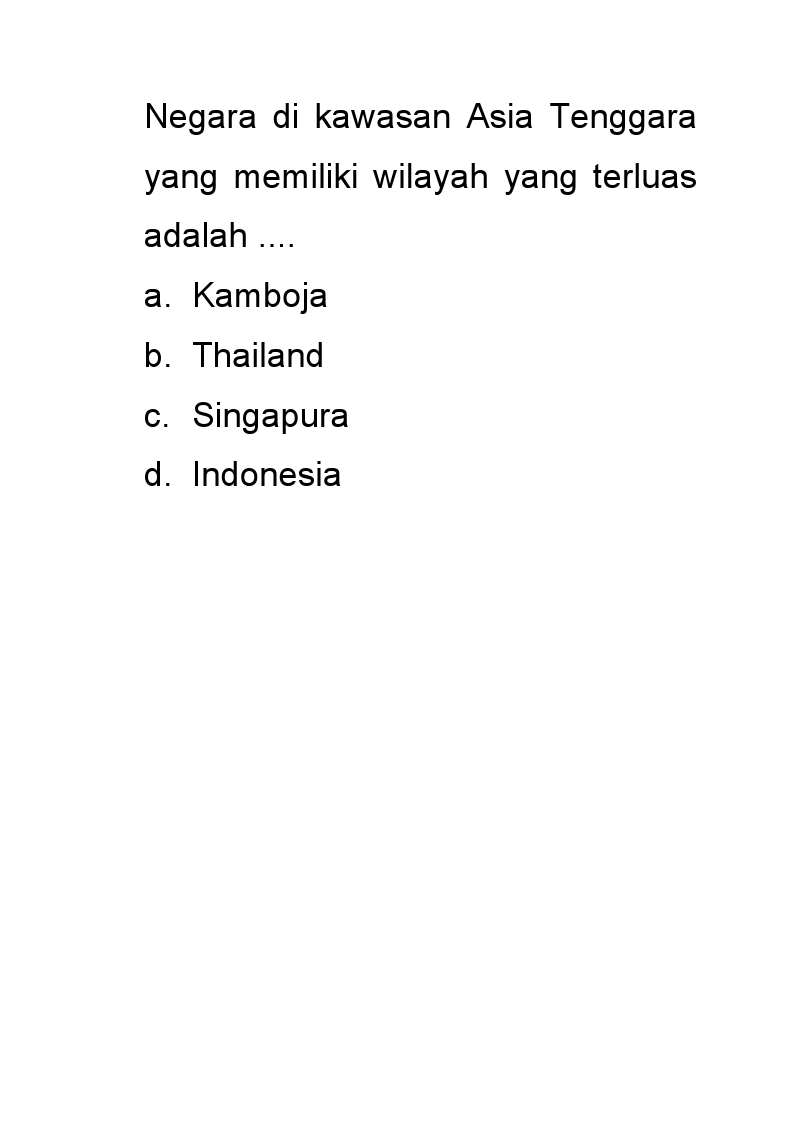 Negara di kawasan Asia Tenggara
yang memiliki wilayah yang terluas
adalah ....
a. Kamboja
b. Thailand
c. Singapura
d. Indonesia